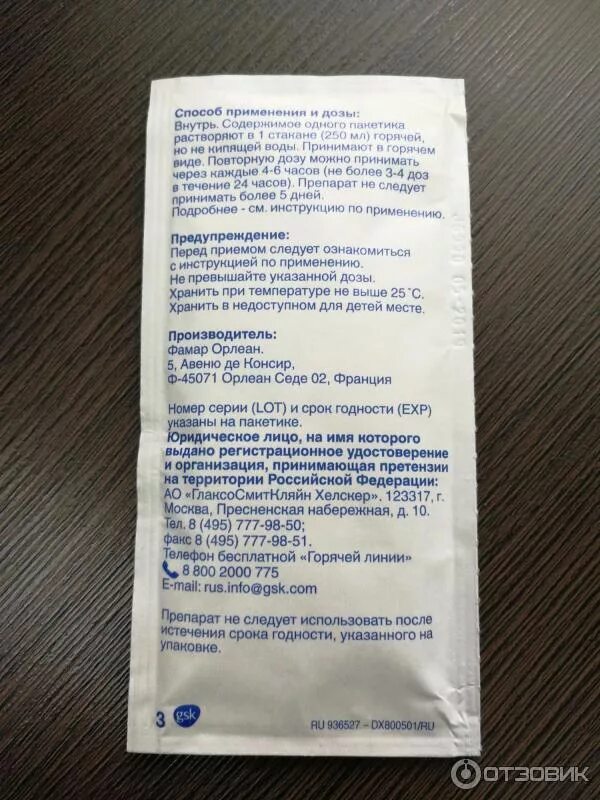 Способ применения и дозы:
Внутрь. Содержимое одного пакетика
растворяют в 1 стакане (250 мл) горячей,
но не кипящей воды. Принимают в горячем
виде. Повторную дозу можно принимать
через каждые 4-6 часов (не более 3-4 доз
в течение 24 часов). Препарат не следует
принимать более 5 дней.
Подробнее - см. инструкцию по применению.
Предупреждение:
Перед приемом следует ознакомиться
с инструкцией по применению.
Не превышайте указанной дозы.
Хранить при температуре не выше 25˚С.
Хранить в недоступном для детей месте.
Производитель:
Фамар Орлеан.
5, Авеню де Консир,
Ф-45071 Орлеан Седе 02, Франция
Номер серии (LOT) и срок годности (EXP)
указаны на пакетике.
Юридическое лицо, на имя которого
выдано регистрационное удостоверение
и организация, принимающая претензии
на территории Российской Федерации:
АО «ГлаксоСмитКляйн Хелскер». 123317, г.
Москва, Пресненская набережная, д. 10.
Тел. 8 (495) 777-98-50;
факс 8 (495) 777-98-51.
Телефон бесплатной «Горячей линии»
8 800 2000 775
E-mail: rus.info@gsk.com
Препарат не следует использовать после
истечения срока годности, указанного на
упаковке.
3 gsk RU 936527 – DX800501/RU
ОТЗОВИК